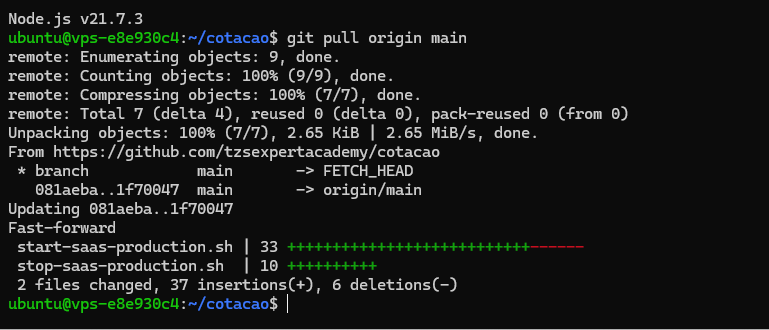 Node.js v21.7.3
ubuntu@vps-e8e930c4:~/cotacao$ git pull origin main
remote: Enumerating objects: 9, done.
remote: Counting objects: 100% (9/9), done.
remote: Compressing objects: 100% (7/7), done.
remote: Total 7 (delta 4), reused 0 (delta 0), pack-reused 0 (from 0)
Unpacking objects: 100% (7/7), 2.65 KiB | 2.65 MiB/s, done.
From https://github.com/tzsexpertacademy/cotacao
 * branch            main       -> FETCH_HEAD
   081aeba..1f70047  main       -> origin/main
Updating 081aeba..1f70047
Fast-forward
 start-saas-production.sh | 33 +++++++++++++++++++++++++++------
 stop-saas-production.sh  | 10 ++++++++++
 2 files changed, 37 insertions(+), 6 deletions(-)
ubuntu@vps-e8e930c4:~/cotacao$